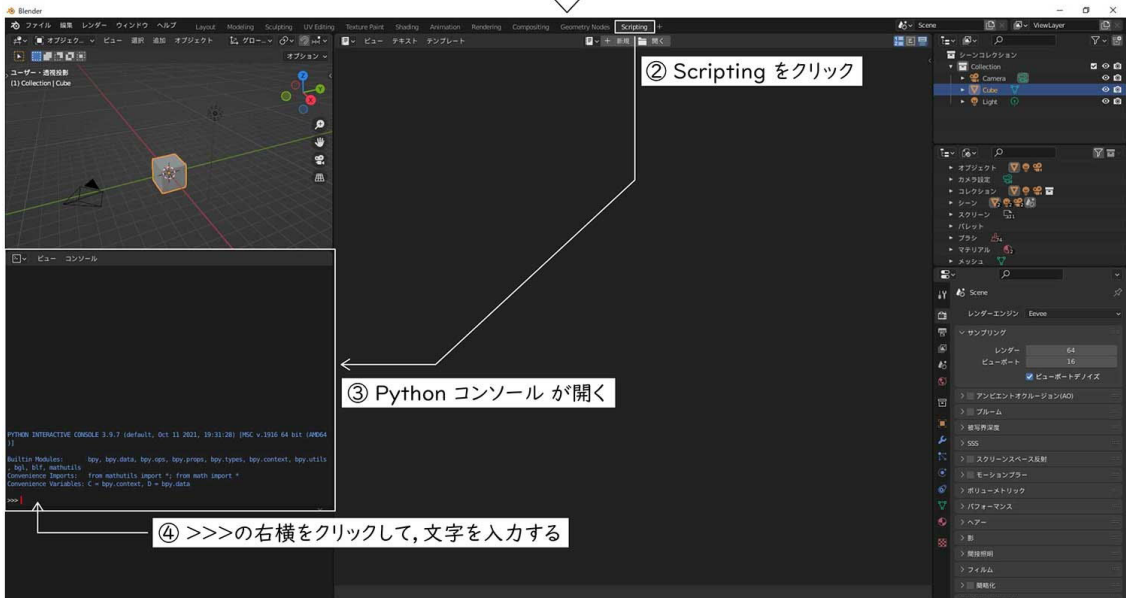 Blender
ファイル 編集 レンダー ウィンドウ ヘルプ Layout Modeling Sculpting UV Editing Texture Paint Shading Animation Rendering Compositing Geometry Nodes Scripting + Scene ViewLayer
オブジェク... ビュー 選択 追加 オブジェクト グロー...
オプション
ビュー テキスト テンプレート + 新規 開く
ユーザー・透視投影
(1) Collection | Cube
② Scripting をクリック
シーンコレクション
Collection
Camera
Cube
Light
オブジェクト
カメラ設定
コレクション
シーン
スクリーン
パレット
ブラシ
マテリアル
メッシュ
ビュー コンソール
③ Python コンソール が開く
PYTHON INTERACTIVE CONSOLE 3.9.7 (default, Oct 11 2021, 19:31:28) [MSC v.1916 64 bit (AMD64
)]
Builtin Modules: bpy, bpy.data, bpy.ops, bpy.props, bpy.types, bpy.context, bpy.utils
, bgl, blf, mathutils
Convenience Imports: from mathutils import *; from math import *
Convenience Variables: C = bpy.context, D = bpy.data
>>>
④ >>>の右横をクリックして,文字を入力する
Scene
レンダーエンジン Eevee
サンプリング
レンダー 64
ビューポート 16
ビューポートデノイズ
アンビエントオクルージョン(AO)
ブルーム
被写界深度
SSS
スクリーンスペース反射
モーションブラー
ボリューメトリック
パフォーマンス
ヘアー
影
間接照明
フィルム
簡略化